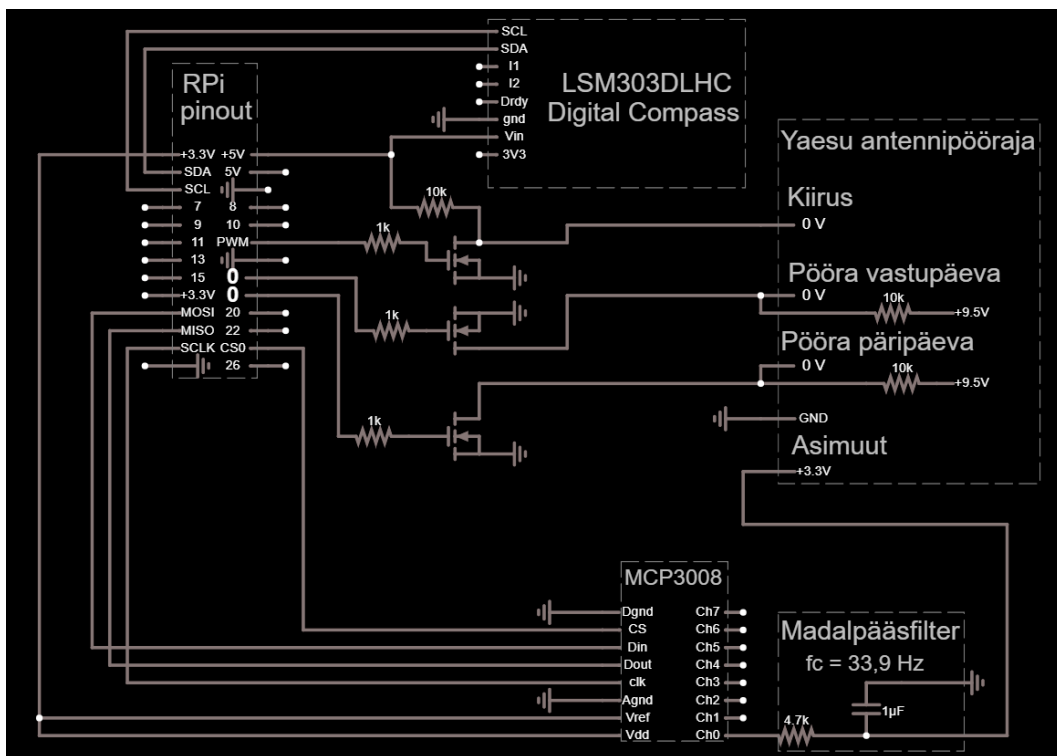 SCL
SDA
I1
I2
Drdy
gnd
Vin
3V3
LSM303DLHC
Digital Compass
RPi
pinout
+3.3V +5V
SDA 5V
SCL
7 8
9 10
11 PWM
13
15 0
+3.3V 0
MOSI 20
MISO 22
SCLK CS0
26
10k
1k
1k
1k
Yaesu antennipööraja
Kiirus
0 V
Pööra vastupäeva
0 V
10k
+9.5V
Pööra päripäeva
0 V
10k
+9.5V
GND
Asimuut
+3.3V
MCP3008
Dgnd Ch7
CS Ch6
Din Ch5
Dout Ch4
clk Ch3
Agnd Ch2
Vref Ch1
Vdd Ch0
Madalpääsfilter
fc = 33,9 Hz
1µF
4.7k